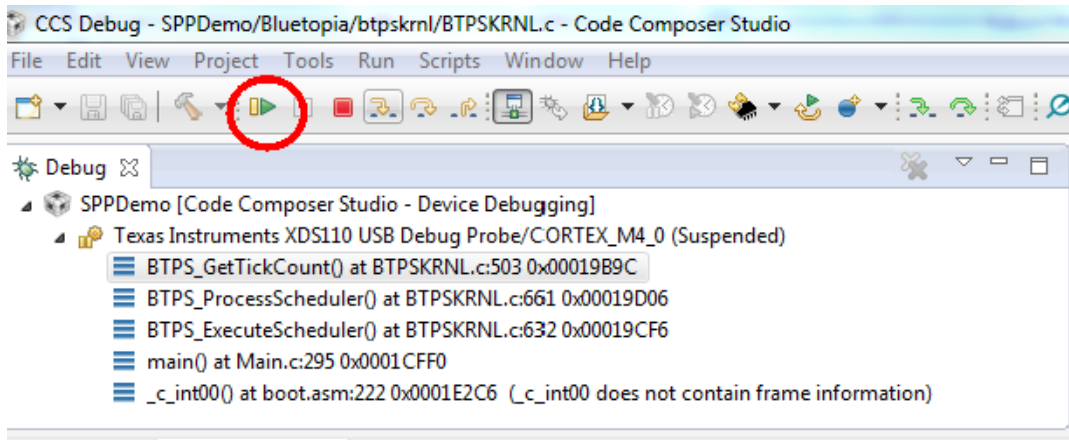 CCS Debug - SPPDemo/Bluetopia/btpskrnl/BTPSKRNL.c - Code Composer Studio
File Edit View Project Tools Run Scripts Window Help
Debug
SPPDemo [Code Composer Studio - Device Debugging]
Texas Instruments XDS110 USB Debug Probe/CORTEX_M4_0 (Suspended)
BTPS_GetTickCount() at BTPSKRNL.c:503 0x00019B9C
BTPS_ProcessScheduler() at BTPSKRNL.c:661 0x00019D06
BTPS_ExecuteScheduler() at BTPSKRNL.c:632 0x00019CF6
main() at Main.c:295 0x0001CFF0
_c_int00() at boot.asm:222 0x0001E2C6 (_c_int00 does not contain frame information)